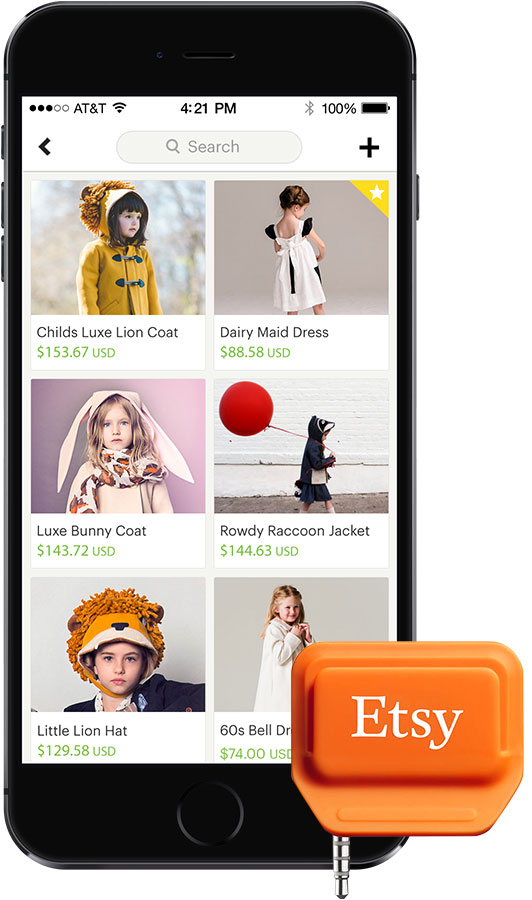 AT&T 4:21 PM 100%
Search
Childs Luxe Lion Coat
$153.67 USD
Dairy Maid Dress
$88.58 USD
Luxe Bunny Coat
$143.72 USD
Rowdy Raccoon Jacket
$144.63 USD
Little Lion Hat
$129.58 USD
60s Bell
$74.00 USD
Etsy